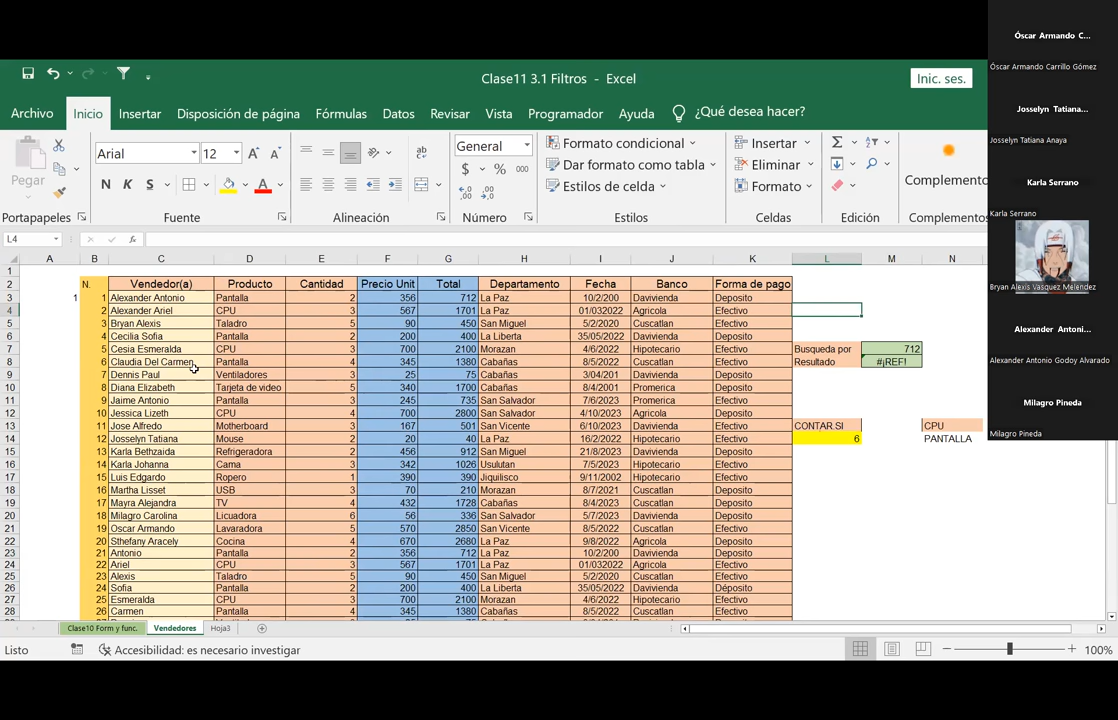 Clase11 3.1 Filtros - Excel
Inic. ses.
Archivo Inicio Insertar Disposición de página Fórmulas Datos Revisar Vista Programador Ayuda ¿Qué desea hacer?
Pegar
Arial 12
N K S
General
$ % 000
Formato condicional
Dar formato como tabla
Estilos de celda
Insertar
Eliminar
Formato
Complemento
Portapapeles Fuente Alineación Número Estilos Celdas Edición Complementos
L4 fx
A B C D E F G H I J K L M N
1
2 N. Vendedor(a) Producto Cantidad Precio Unit Total Departamento Fecha Banco Forma de pago
3 1 1 Alexander Antonio Pantalla 2 356 712 La Paz 10/2/200 Davivienda Deposito
4 2 Alexander Ariel CPU 3 567 1701 La Paz 01/032022 Agricola Efectivo
5 3 Bryan Alexis Taladro 5 90 450 San Miguel 5/2/2020 Cuscatlan Efectivo
6 4 Cecilia Sofia Pantalla 2 200 400 La Liberta 35/05/2022 Davivienda Deposito
7 5 Cesia Esmeralda CPU 3 700 2100 Morazan 4/6/2022 Hipotecario Efectivo Busqueda por 712
8 6 Claudia Del Carmen Pantalla 4 345 1380 Cabañas 8/5/2022 Cuscatlan Efectivo Resultado #¡REF!
9 7 Dennis Paul Ventiladores 3 25 75 Cabañas 3/04/201 Davivienda Deposito
10 8 Diana Elizabeth Tarjeta de video 5 340 1700 Cabañas 8/4/2001 Promerica Deposito
11 9 Jaime Antonio Pantalla 3 245 735 San Salvador 7/6/2023 Promerica Efectivo
12 10 Jessica Lizeth CPU 4 700 2800 San Salvador 4/10/2023 Agricola Deposito
13 11 Jose Alfredo Motherboard 3 167 501 San Vicente 6/10/2023 Davivienda Efectivo CONTAR.SI CPU
14 12 Josselyn Tatiana Mouse 2 20 40 La Paz 16/2/2022 Hipotecario Efectivo 6 PANTALLA
15 13 Karla Bethzaida Refrigeradora 2 456 912 San Miguel 21/8/2023 Davivienda Deposito
16 14 Karla Johanna Cama 3 342 1026 Usulutan 7/5/2023 Hipotecario Efectivo
17 15 Luis Edgardo Ropero 1 390 390 Jiquilisco 9/11/2002 Hipotecario Efectivo
18 16 Martha Lisset USB 3 70 210 Morazan 8/7/2021 Cuscatlan Deposito
19 17 Mayra Alejandra TV 4 432 1728 Cabañas 8/4/2023 Cuscatlan Efectivo
20 18 Milagro Carolina Licuadora 6 56 336 San Salvador 5/7/2023 Cuscatlan Deposito
21 19 Oscar Armando Lavaradora 5 570 2850 San Vicente 8/5/2022 Cuscatlan Efectivo
22 20 Sthefany Aracely Cocina 4 670 2680 La Paz 9/8/2022 Agricola Deposito
23 21 Antonio Pantalla 2 356 712 La Paz 10/2/200 Davivienda Deposito
24 22 Ariel CPU 3 567 1701 La Paz 01/032022 Agricola Efectivo
25 23 Alexis Taladro 5 90 450 San Miguel 5/2/2020 Cuscatlan Efectivo
26 24 Sofia Pantalla 2 200 400 La Liberta 35/05/2022 Davivienda Déposito
27 25 Esmeralda CPU 3 700 2100 Morazan 4/6/2022 Hipotecario Efectivo
28 26 Carmen Pantalla 4 345 1380 Cabañas 8/5/2022 Cuscatlan Efectivo
Clase10 Form y func. Vendedores Hoja3
Listo Accesibilidad: es necesario investigar 100%
Óscar Armando C...
Óscar Armando Carrillo Gómez
Josselyn Tatiana...
Josselyn Tatiana Anaya
Karla Serrano
Karla Serrano
Bryan Alexis Vásquez Meléndez
Alexander Antoni...
Alexander Antonio Godoy Alvarado
Milagro Pineda
Milagro Pineda